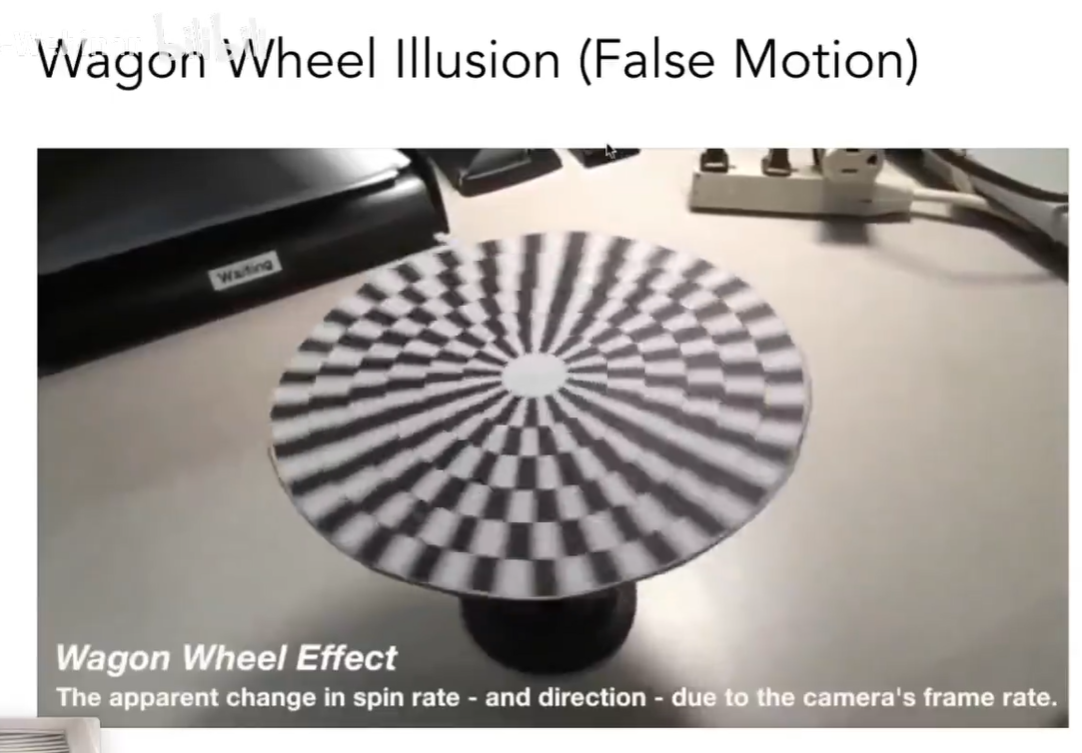 Wagon Wheel Illusion (False Motion)
Waiting
Wagon Wheel Effect
The apparent change in spin rate - and direction - due to the camera's frame rate.